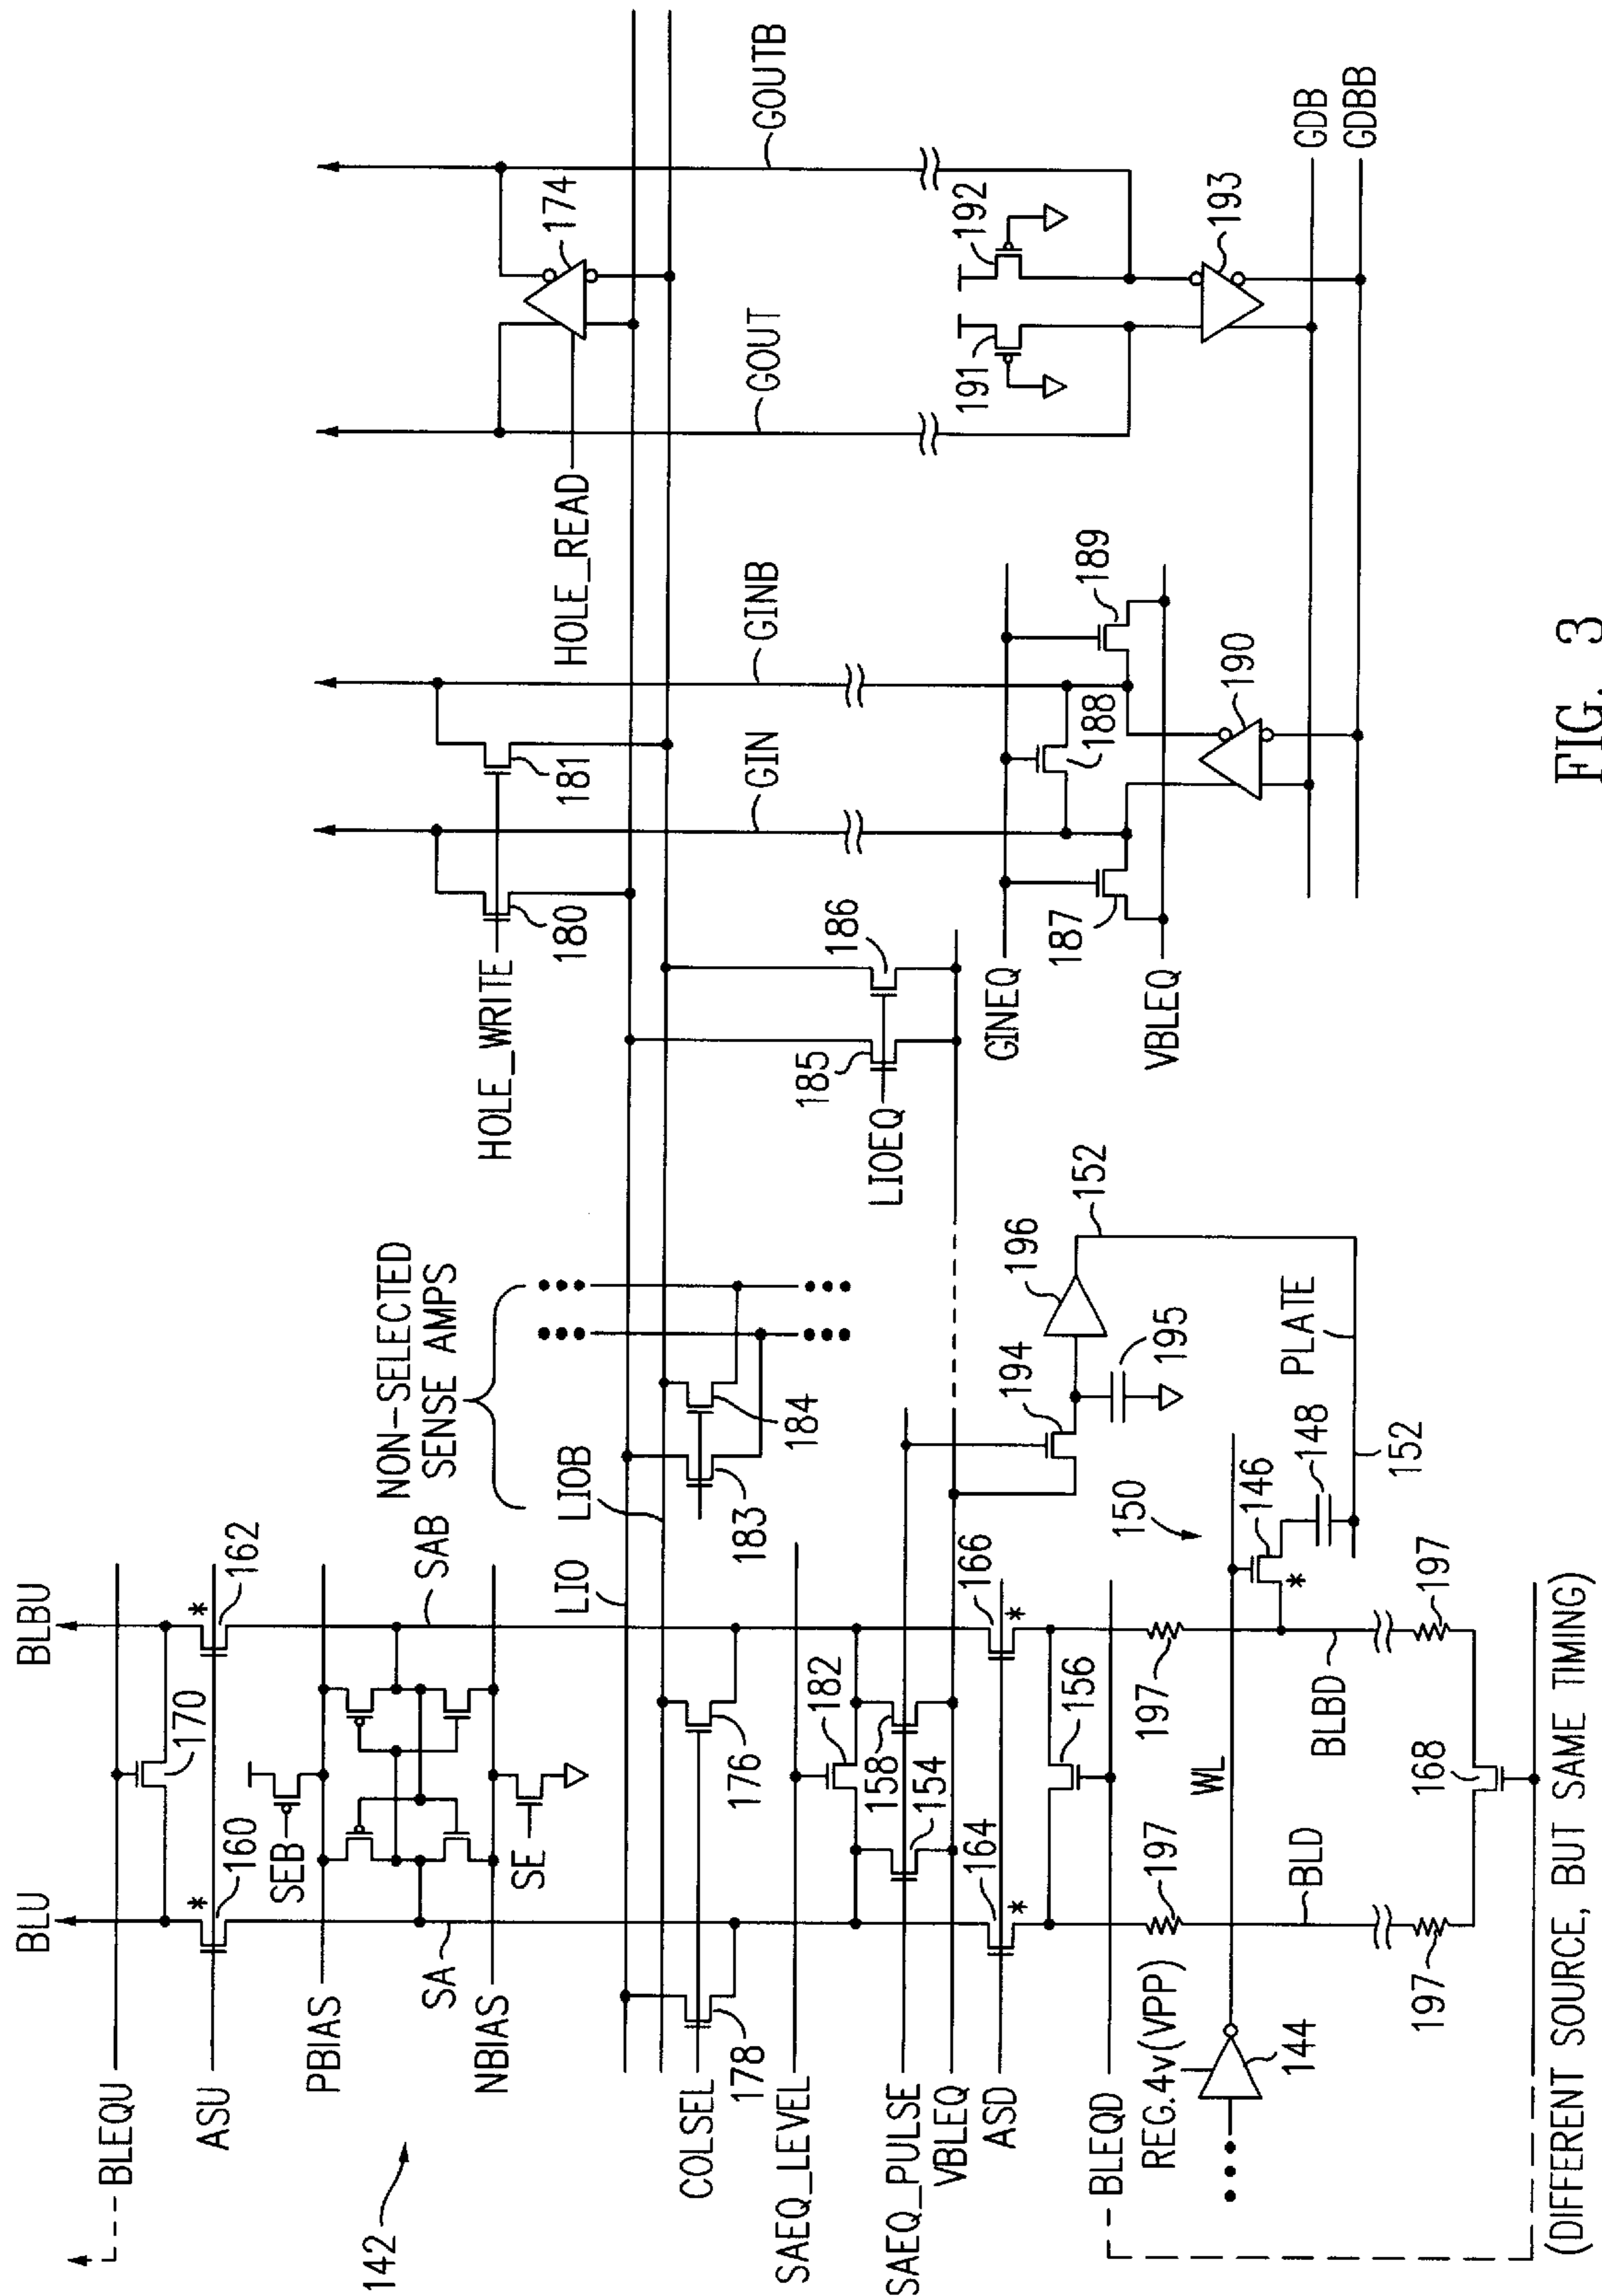 BLU
BLBU
BLEQU
170
ASU
160
162
142
SEB
PBIAS
SA
SAB
NBIAS
SE
LIO
LIOB
NON-SELECTED
SENSE AMPS
COLSEL
178
176
183
184
SAEQ_LEVEL
182
SAEQ_PULSE
158
154
VBLEQ
164
166
ASD
BLEQD
156
REG.4v(VPP)
144
WL
197
197
150
146
148
152
PLATE
194
195
196
152
BLD
BLBD
197
197
168
(DIFFERENT SOURCE, BUT SAME TIMING)
HOLE_WRITE
180
181
GIN
GINB
HOLE_READ
174
GOUT
GOUTB
LIOEQ
185
186
GINEQ
187
188
189
VBLEQ
190
191
192
193
GDB
GDBB
FIG. 3
*
*
*
*
*